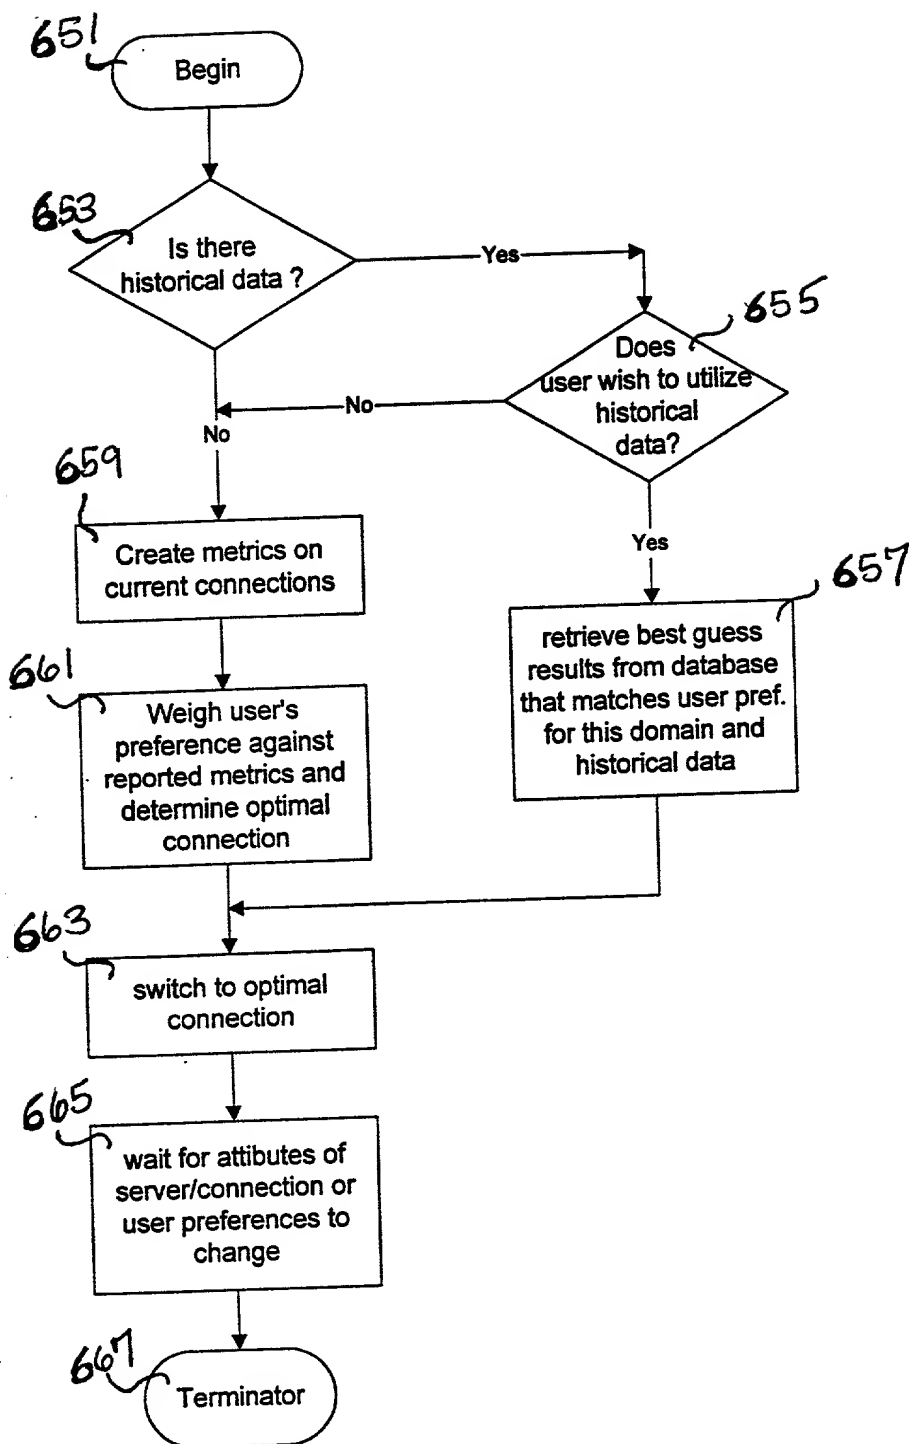 651
Begin
653
Is there
historical data ?
Yes
655
Does
user wish to utilize
historical
data?
No
No
Yes
659
Create metrics on
current connections
657
retrieve best guess
results from database
that matches user pref.
for this domain and
historical data
661
Weigh user's
preference against
reported metrics and
determine optimal
connection
663
switch to optimal
connection
665
wait for attibutes of
server/connection or
user preferences to
change
667
Terminator